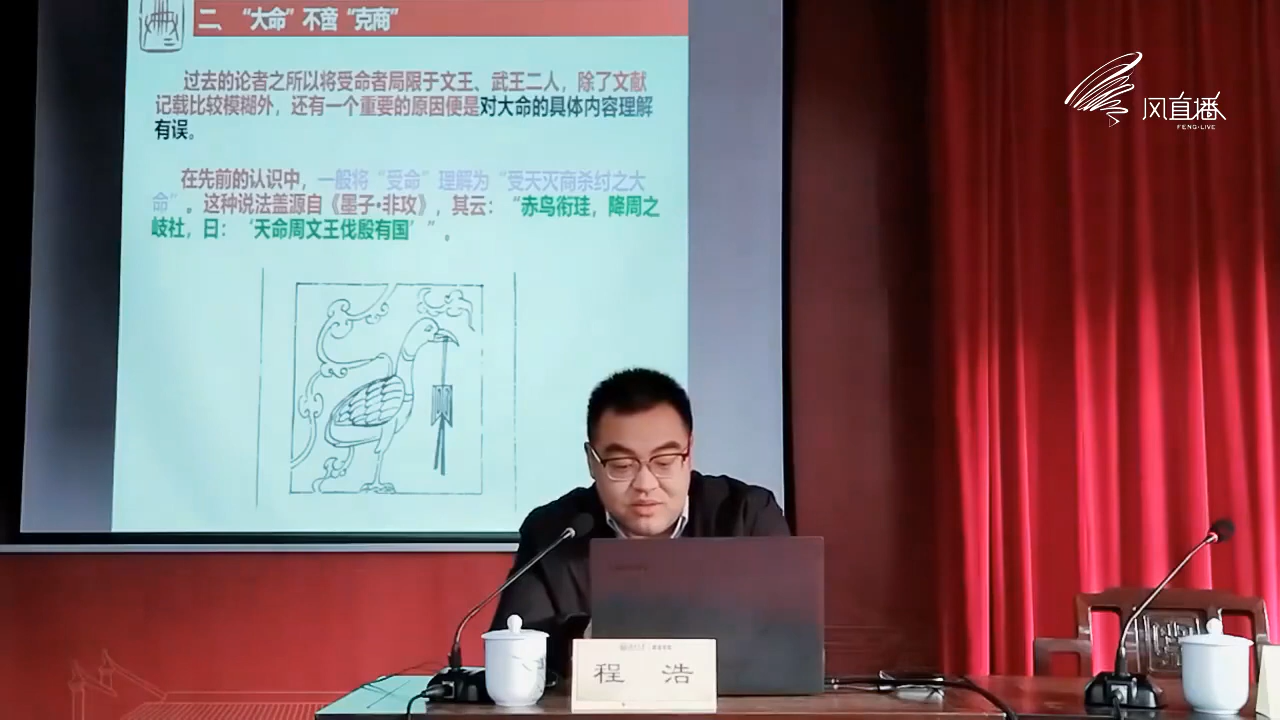 二、“大命”不啻“克商”
过去的论者之所以将受命者局限于文王、武王二人，除了文献
记载比较模糊外，还有一个重要的原因便是对大命的具体内容理解
有误。
在先前的认识中，一般将“受命”理解为“受天灭商杀纣之大
命”。这种说法盖源自《墨子·非攻》，其云：“赤鸟衔珪，降周之
岐社，曰：‘天命周文王伐殷有国’”。
风直播
FENG·LIVE
程 浩